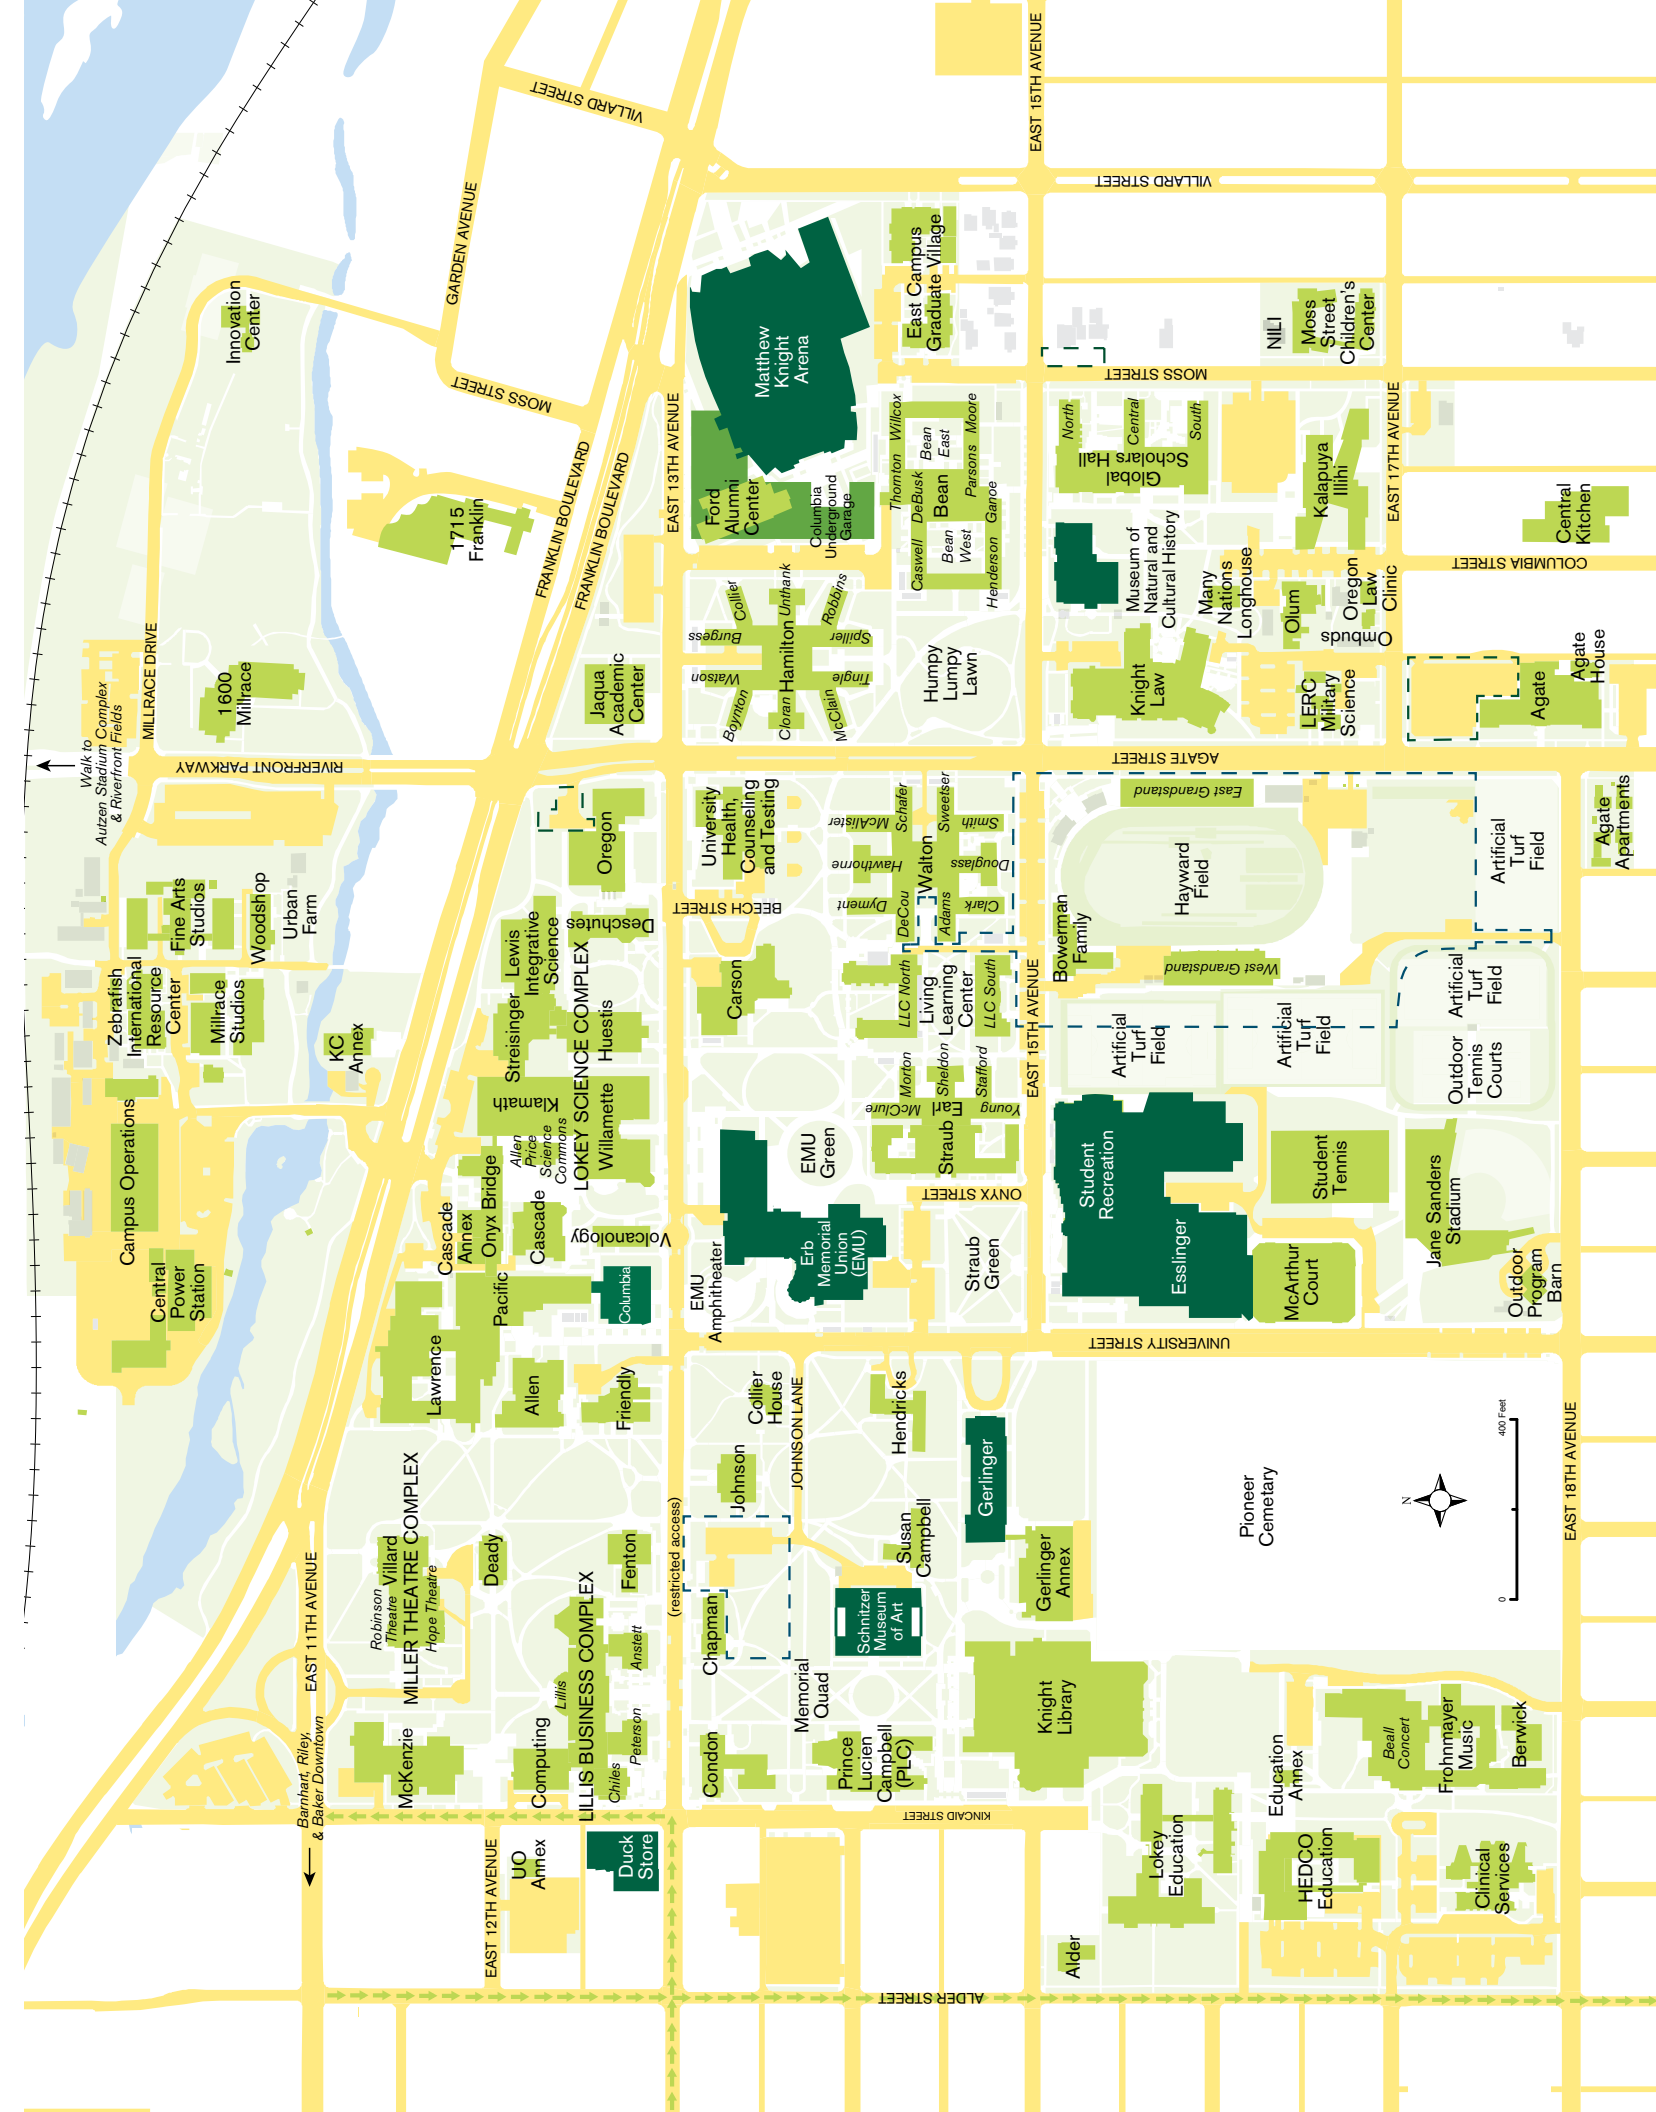 Walk to
Autzen Stadium Complex
& Riverfront Fields
Barnhart, Riley,
& Baker Downtown
MILLRACE DRIVE
RIVERFRONT PARKWAY
GARDEN AVENUE
VILLARD STREET
MOSS STREET
FRANKLIN BOULEVARD
FRANKLIN BOULEVARD
EAST 11TH AVENUE
EAST 12TH AVENUE
EAST 13TH AVENUE
(restricted access)
Innovation
Center
1715
Franklin
1600
Millrace
Fine Arts
Studios
Woodshop
Urban
Farm
Zebrafish
International
Resource
Center
Millrace
Studios
KC
Annex
Campus Operations
Central
Power
Station
Jaqua
Academic
Center
Oregon
Deschutes
Lewis
Integrative
Science
Streisinger
LOKEY SCIENCE COMPLEX
Huestis
Klamath
Willamette
Allen
Price
Science
Commons
Onyx Bridge
Cascade
Annex
Cascade
Volcanology
Pacific
Columbia
Lawrence
Allen
Friendly
MILLER THEATRE COMPLEX
Villard
Robinson
Theatre
Hope Theatre
Deady
Fenton
LILLIS BUSINESS COMPLEX
Lillis
Anstett
Peterson
Chiles
McKenzie
Computing
UO
Annex
Duck
Store
Matthew
Knight
Arena
Ford
Alumni
Center
Columbia
Underground
Garage
East Campus
Graduate Village
VILLARD STREET
EAST 15TH AVENUE
Hamilton
Collier
Unthank
Robbins
Burgess
Spiller
Watson
Tingle
Boynton
Cloran
McClain
Thornton
Willcox
Bean
East
Moore
Parsons
DeBusk
Bean
Caswell
Bean
West
Ganoe
Henderson
Humpy
Lumpy
Lawn
University
Health,
Counseling
and Testing
BEECH STREET
Carson
Walton
McAlister
Schafer
Sweetser
Smith
Hawthorne
Douglass
Dyment
DeCou
Adams
Clark
LLC North
Living
Learning
Center
LLC South
Morton
Sheldon
Stafford
McClure
Earl
Young
Straub
EMU
Green
ONYX STREET
Straub
Green
Erb
Memorial
Union
(EMU)
EMU
Amphitheater
Collier
House
JOHNSON LANE
Johnson
Hendricks
Gerlinger
Susan
Campbell
Gerlinger
Annex
Chapman
Schnitzer
Museum
of Art
Memorial
Quad
Condon
Prince
Lucien
Campbell
(PLC)
Knight
Library
KINCAID STREET
ALDER STREET
MOSS STREET
NILI
Moss
Street
Children's
Center
Global
Scholars Hall
North
Central
South
Kalapuya
Illihi
EAST 17TH AVENUE
Museum of
Natural and
Cultural History
Many
Nations
Longhouse
Olum
Oregon
Law
Clinic
Ombuds
Knight
Law
LERC
Military
Science
COLUMBIA STREET
Central
Kitchen
Agate
House
Agate
AGATE STREET
Agate
Apartments
East Grandstand
Hayward
Field
West Grandstand
Bowerman
Family
EAST 15TH AVENUE
Artificial
Turf
Field
Artificial
Turf
Field
Artificial
Turf
Field
Artificial
Turf
Field
Outdoor
Tennis
Courts
Student
Recreation
Esslinger
Student
Tennis
McArthur
Court
Jane Sanders
Stadium
Outdoor
Program
Barn
UNIVERSITY STREET
Pioneer
Cemetary
N
0
400 Feet
EAST 18TH AVENUE
Lokey
Education
Alder
Education
Annex
HEDCO
Education
Beall
Concert
Frohnmayer
Music
Berwick
Clinical
Services